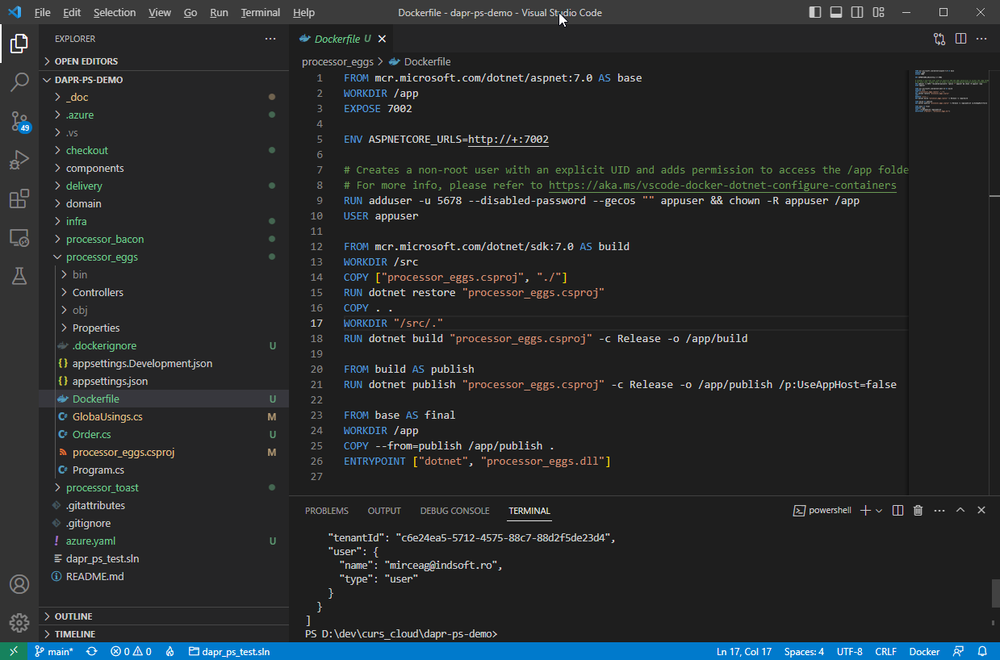 File Edit Selection View Go Run Terminal Help Dockerfile - dapr-ps-demo - Visual Studio Code
EXPLORER
OPEN EDITORS
DAPR-PS-DEMO
_doc
.azure
.vs
checkout
components
delivery
domain
infra
processor_bacon
processor_eggs
bin
Controllers
obj
Properties
.dockerignore U
appsettings.Development.json
appsettings.json
Dockerfile U
GlobaUsings.cs M
Order.cs U
processor_eggs.csproj M
Program.cs
processor_toast
.gitattributes
.gitignore
azure.yaml U
dapr_ps_test.sln
README.md
OUTLINE
TIMELINE
49
Dockerfile U
processor_eggs > Dockerfile
1 FROM mcr.microsoft.com/dotnet/aspnet:7.0 AS base
2 WORKDIR /app
3 EXPOSE 7002
4
5 ENV ASPNETCORE_URLS=http://+:7002
6
7 # Creates a non-root user with an explicit UID and adds permission to access the /app folde
8 # For more info, please refer to https://aka.ms/vscode-docker-dotnet-configure-containers
9 RUN adduser -u 5678 --disabled-password --gecos "" appuser && chown -R appuser /app
10 USER appuser
11
12 FROM mcr.microsoft.com/dotnet/sdk:7.0 AS build
13 WORKDIR /src
14 COPY ["processor_eggs.csproj", "./"]
15 RUN dotnet restore "processor_eggs.csproj"
16 COPY . .
17 WORKDIR "/src/."
18 RUN dotnet build "processor_eggs.csproj" -c Release -o /app/build
19
20 FROM build AS publish
21 RUN dotnet publish "processor_eggs.csproj" -c Release -o /app/publish /p:UseAppHost=false
22
23 FROM base AS final
24 WORKDIR /app
25 COPY --from=publish /app/publish .
26 ENTRYPOINT ["dotnet", "processor_eggs.dll"]
27
PROBLEMS OUTPUT DEBUG CONSOLE TERMINAL powershell
"tenantId": "c6e24ea5-5712-4575-88c7-88d2f5de23d4",
"user": {
"name": "mirceag@indsoft.ro",
"type": "user"
}
}
]
PS D:\dev\curs_cloud\dapr-ps-demo>
main* 0 0 dapr_ps_test.sln Ln 17, Col 17 Spaces: 4 UTF-8 CRLF Docker